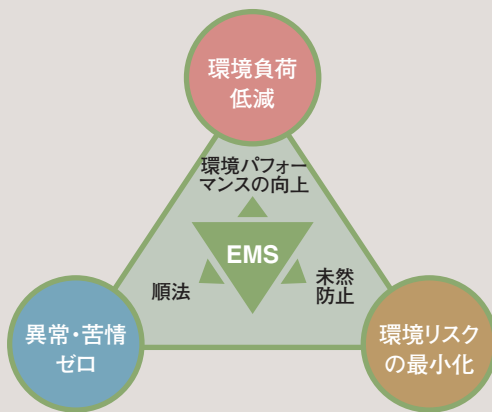 環境負荷
低減
環境パフォー
マンスの向上
EMS
順法
未然
防止
異常・苦情
ゼロ
環境リスク
の最小化